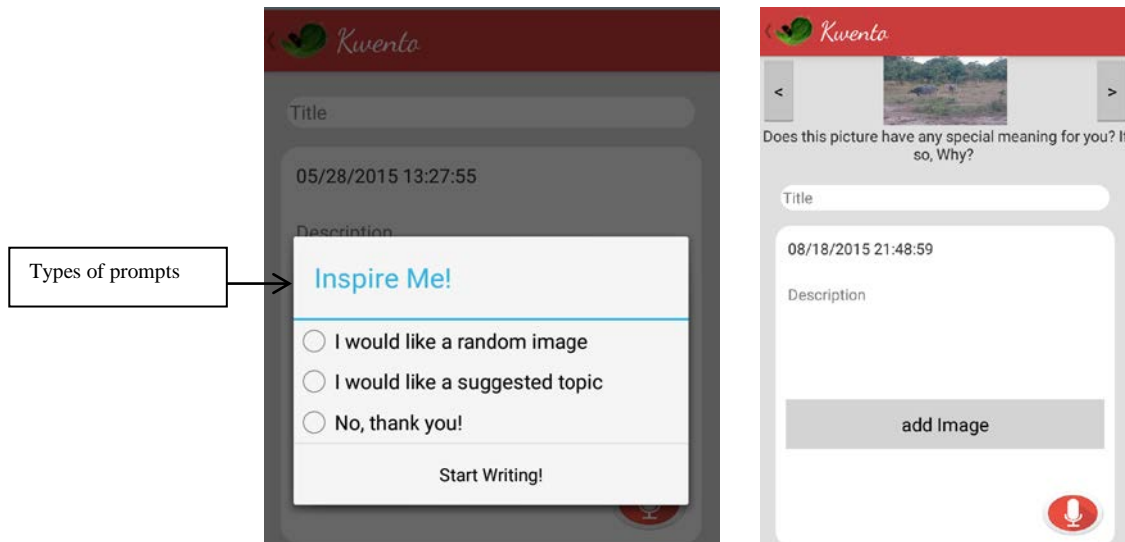 Types of prompts
Kwento
Title
05/28/2015 13:27:55
Description
Inspire Me!
I would like a random image
I would like a suggested topic
No, thank you!
Start Writing!
Kwento
<
>
Does this picture have any special meaning for you? If
so, Why?
Title
08/18/2015 21:48:59
Description
add Image